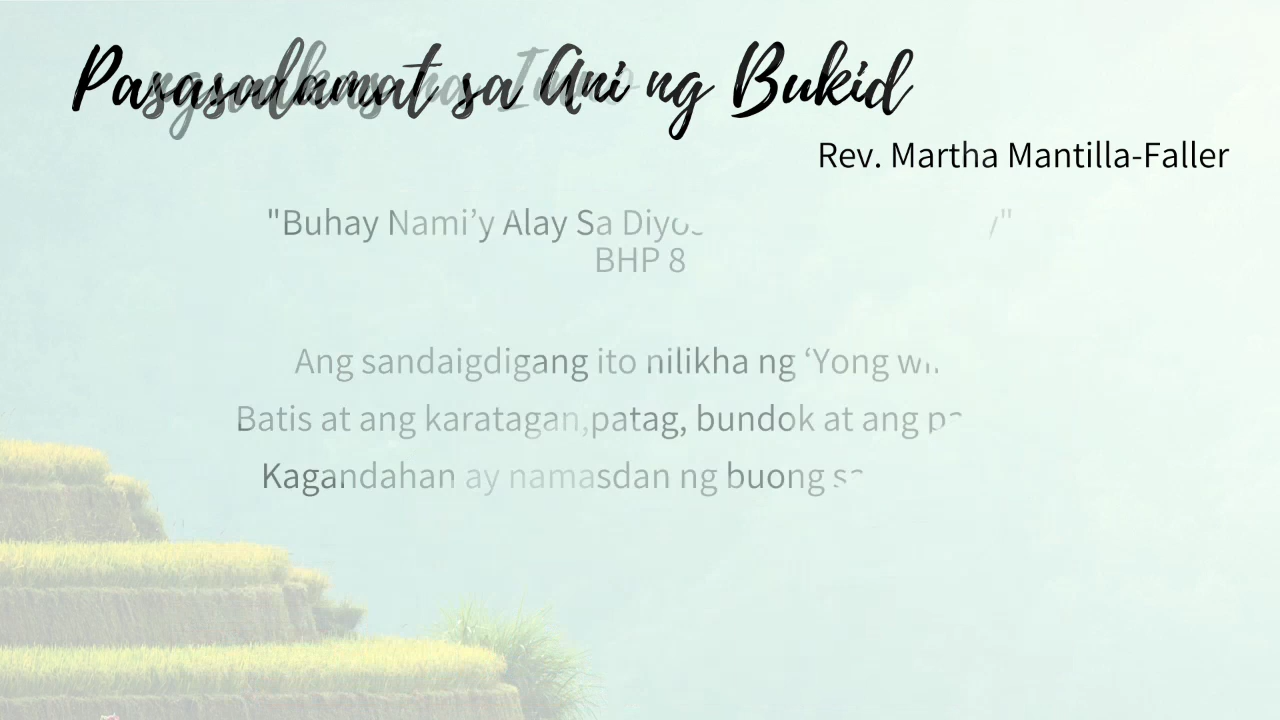 Pasasalamat sa Ani ng Bukid
Rev. Martha Mantilla-Faller
"Buhay Nami’y Alay Sa
BHP 8
Ang sandaigdigang ito nilikha ng ‘Yong
Batis at ang karatagan,patag, bundok at ang
Kagandahan ay namasdan ng buong